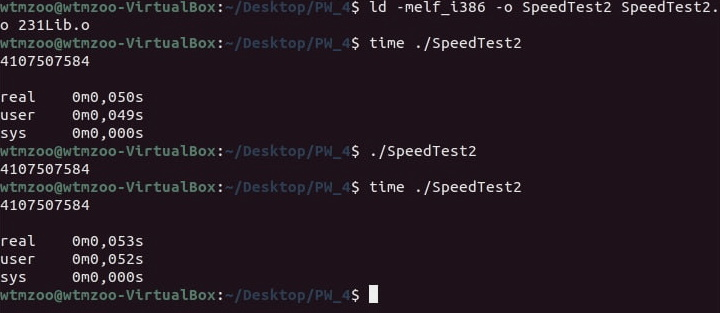 wtmzoo@wtmzoo-VirtualBox:~/Desktop/PW_4$ ld -melf_i386 -o SpeedTest2 SpeedTest2.
o 231Lib.o
wtmzoo@wtmzoo-VirtualBox:~/Desktop/PW_4$ time ./SpeedTest2
4107507584

real    0m0,050s
user    0m0,049s
sys     0m0,000s
wtmzoo@wtmzoo-VirtualBox:~/Desktop/PW_4$ ./SpeedTest2
4107507584
wtmzoo@wtmzoo-VirtualBox:~/Desktop/PW_4$ time ./SpeedTest2
4107507584

real    0m0,053s
user    0m0,052s
sys     0m0,000s
wtmzoo@wtmzoo-VirtualBox:~/Desktop/PW_4$